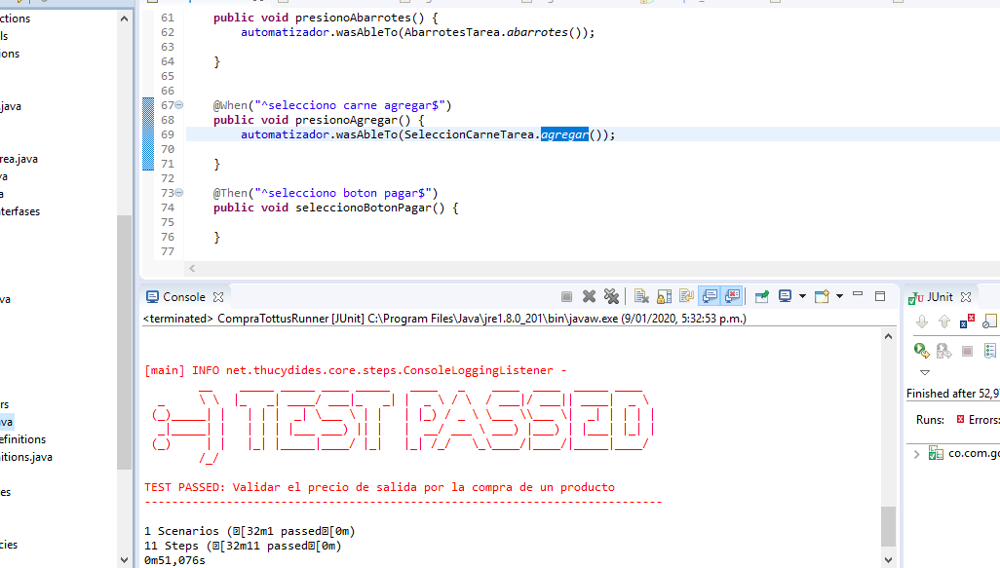 ctions
ls
ions
.java
rea.java
va
a
nterfases
va
rs
ava
efinitions
nitions.java
es
cies
61 public void presionoAbarrotes() {
62 automatizador.wasAbleTo(AbarrotesTarea.abarrotes());
63
64 }
65
66
67 @When("^selecciono carne agregar$")
68 public void presionoAgregar() {
69 automatizador.wasAbleTo(SeleccionCarneTarea.agregar());
70
71 }
72
73 @Then("^selecciono boton pagar$")
74 public void seleccionoBotonPagar() {
75
76 }
77
Console
<terminated> CompraTottusRunner [JUnit] C:\Program Files\Java\jre1.8.0_201\bin\javaw.exe (9/01/2020, 5:32:53 p.m.)
[main] INFO net.thucydides.core.steps.ConsoleLoggingListener -
:-) TEST PASSED
TEST PASSED: Validar el precio de salida por la compra de un producto
-----------------------------------------------------------------------
1 Scenarios (�[32m1 passed�[0m)
11 Steps (�[32m11 passed�[0m)
0m51,076s
JUnit
Finished after 52,9
Runs: Errors:
co.com.go